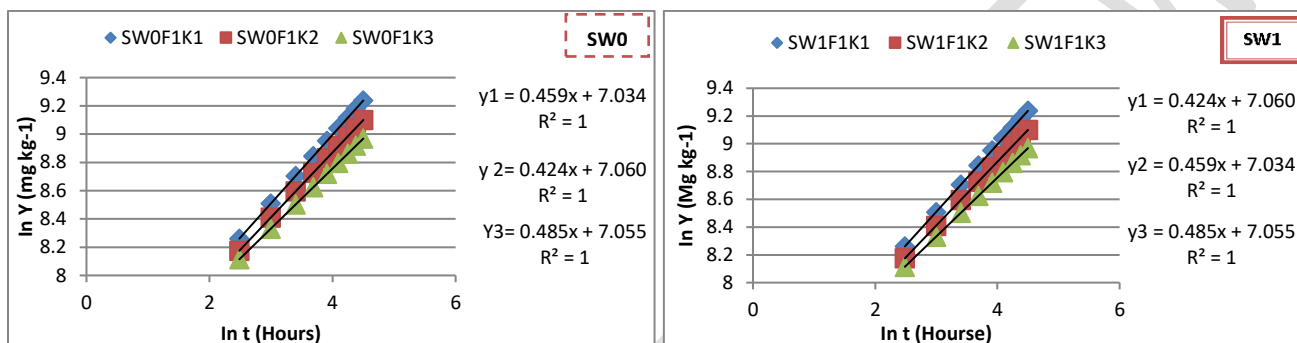 SW0F1K1 SW0F1K2 SW0F1K3
SW0
9.4
9.2
9
8.8
8.6
8.4
8.2
8
0 2 4 6
ln Y (mg kg-1)
ln t (Hours)
y1 = 0.459x + 7.034
R² = 1
y 2= 0.424x + 7.060
R² = 1
Y3= 0.485x + 7.055
R² = 1
SW1F1K1 SW1F1K2 SW1F1K3
SW1
9.4
9.2
9
8.8
8.6
8.4
8.2
8
0 2 4 6
ln Y (Mg kg-1)
ln t (Hourse)
y1 = 0.424x + 7.060
R² = 1
y2 = 0.459x + 7.034
R² = 1
y3 = 0.485x + 7.055
R² = 1